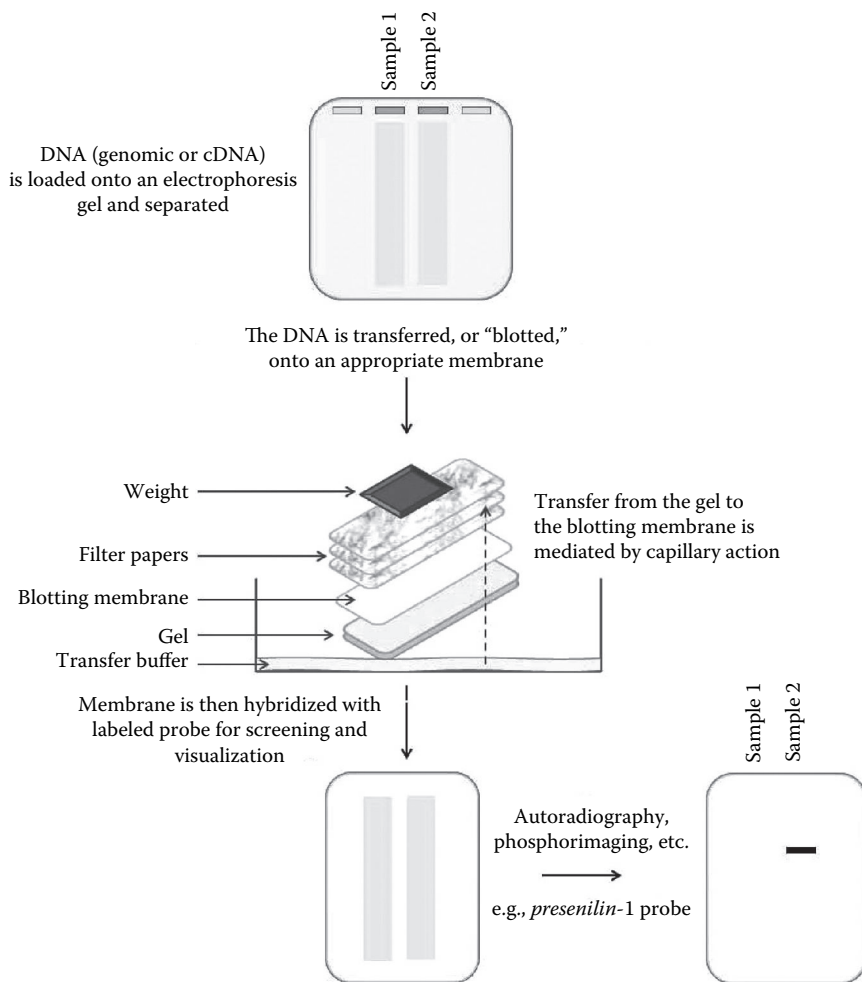 Sample 1
Sample 2
DNA (genomic or cDNA)
is loaded onto an electrophoresis
gel and separated
The DNA is transferred, or “blotted,”
onto an appropriate membrane
Weight
Filter papers
Blotting membrane
Gel
Transfer buffer
Transfer from the gel to
the blotting membrane is
mediated by capillary action
Membrane is then hybridized with
labeled probe for screening and
visualization
Autoradiography,
phosphorimaging, etc.
e.g., presenilin-1 probe
Sample 1
Sample 2